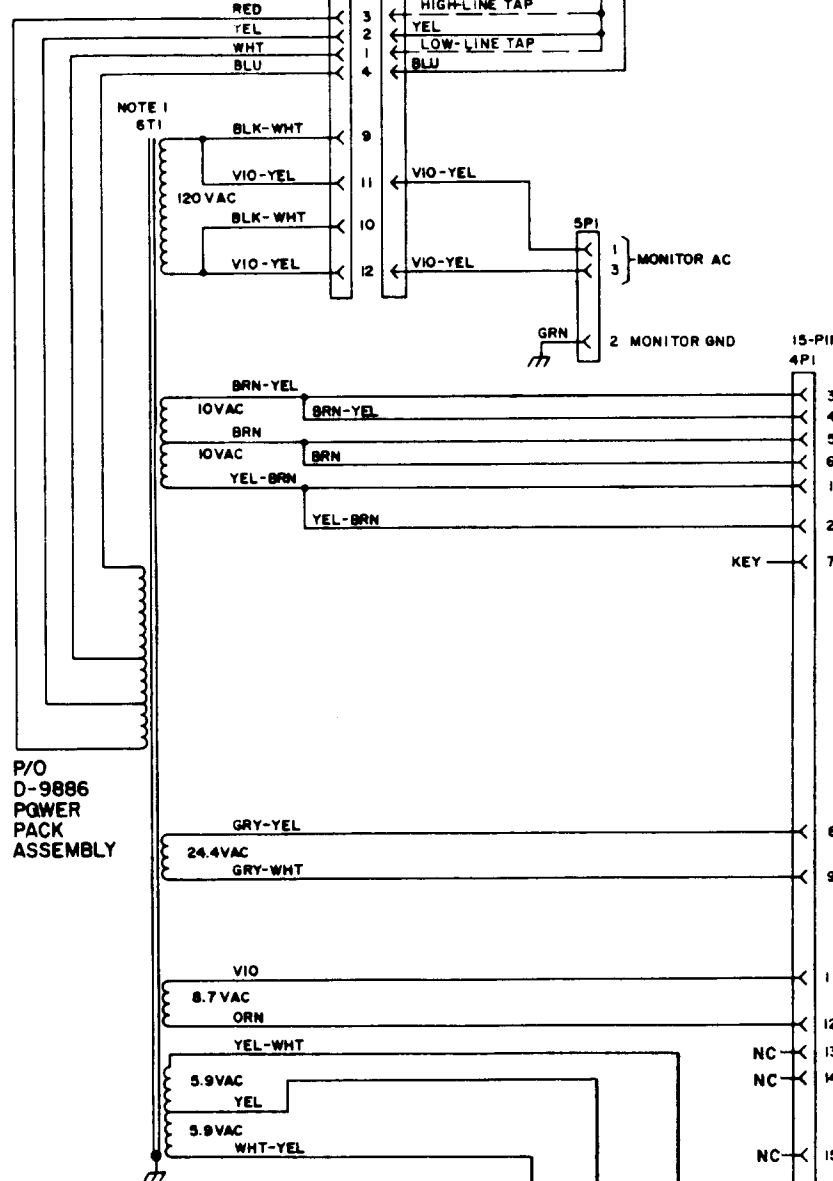 RED 3 HIGH-LINE TAP
YEL 2 YEL
WHT 1 LOW-LINE TAP
BLU 4 BLU
NOTE 1
6T1
BLK-WHT 9
VIO-YEL 11 VIO-YEL
120 VAC
BLK-WHT 10
5P1
1
VIO-YEL 12 VIO-YEL 3 MONITOR AC
GRN 2 MONITOR GND
15-PIN
4P1
BRN-YEL 3
10VAC BRN-YEL 4
BRN 5
10VAC BRN 6
YEL-BRN 1
YEL-BRN 2
KEY 7
P/O
D-9886
POWER
PACK
ASSEMBLY
GRY-YEL 8
24.4VAC
GRY-WHT 9
VIO 1
8.7 VAC
ORN 12
YEL-WHT NC 13
5.9VAC NC 14
YEL
5.9VAC
WHT-YEL NC 15